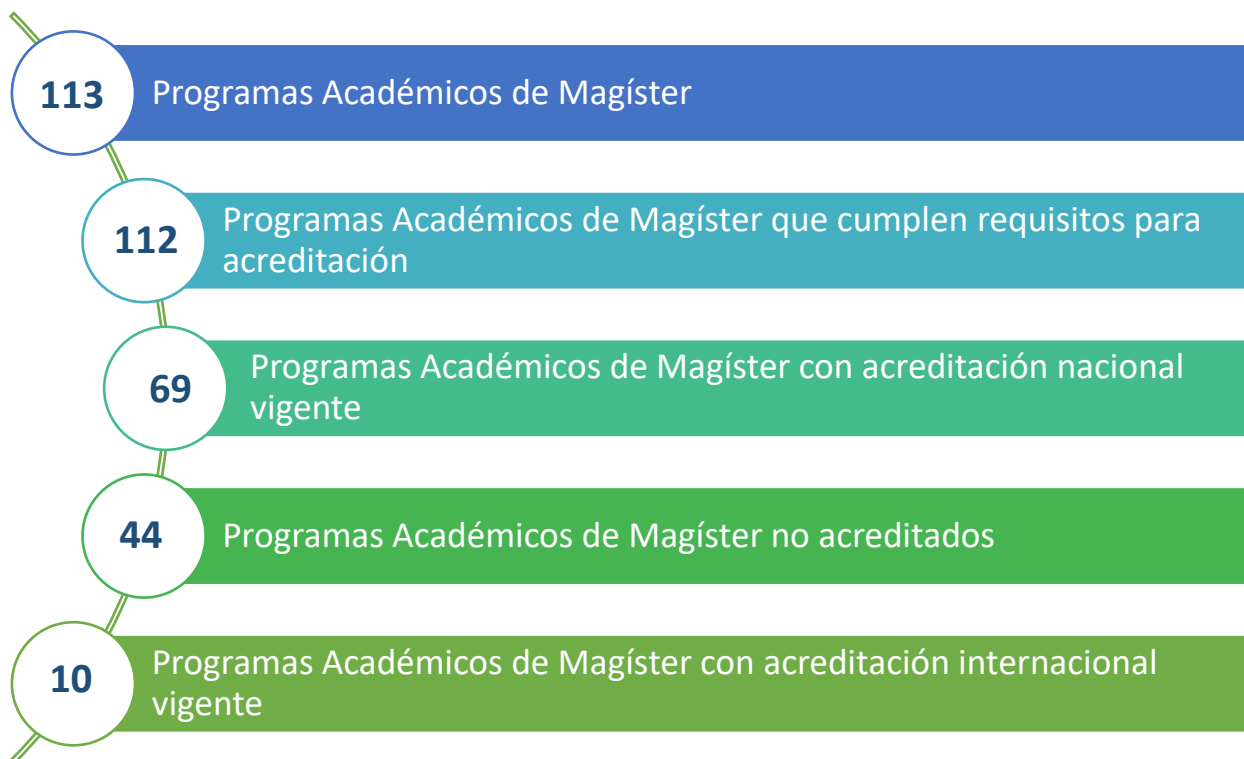 113
Programas Académicos de Magíster
112
Programas Académicos de Magíster que cumplen requisitos para
acreditación
69
Programas Académicos de Magíster con acreditación nacional
vigente
44
Programas Académicos de Magíster no acreditados
10
Programas Académicos de Magíster con acreditación internacional
vigente